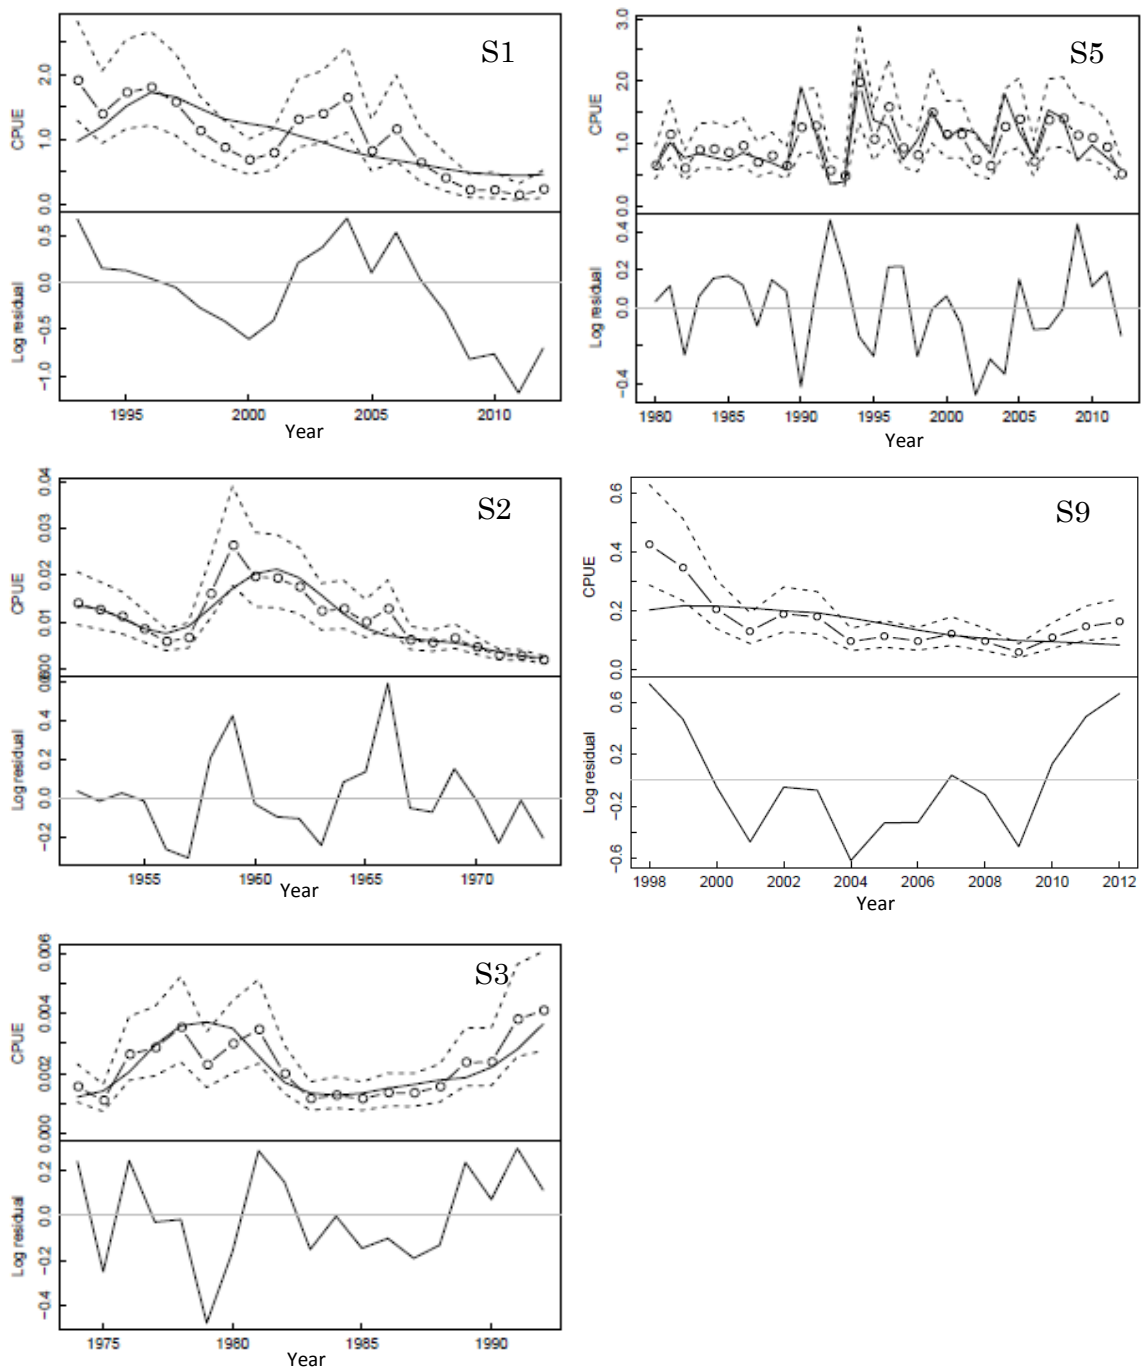 S1
CPUE
0.0 1.0 2.0
Log residual
-1.0 -0.5 0.0 0.5
1995 2000 2005 2010
Year
S5
CPUE
0.0 1.0 2.0 3.0
Log residual
-0.4 0.0 0.2 0.4
1980 1985 1990 1995 2000 2005 2010
Year
S2
CPUE
0.00 0.01 0.02 0.03 0.04
Log residual
-0.2 0.0 0.2 0.4 0.6
1955 1960 1965 1970
Year
S9
CPUE
0.0 0.2 0.4 0.6
Log residual
-0.6 -0.2 0.2 0.6
1998 2000 2002 2004 2006 2008 2010 2012
Year
S3
CPUE
0.000 0.002 0.004 0.006
Log residual
-0.4 -0.2 0.0 0.2
1975 1980 1985 1990
Year